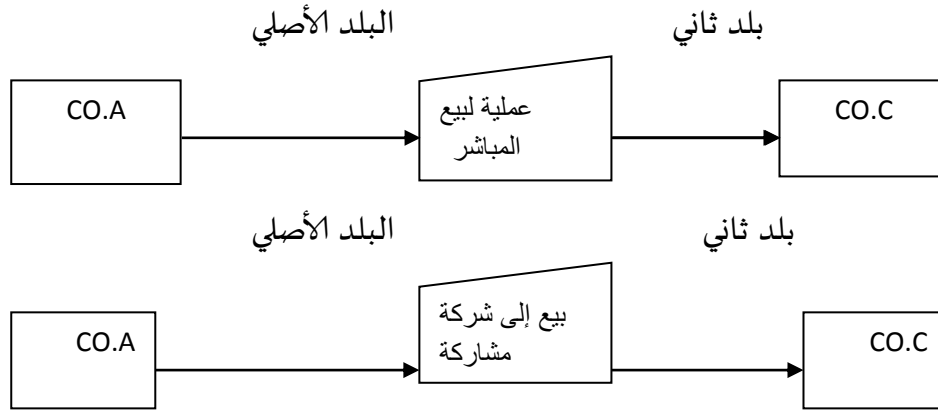 البلد الأصلي
بلد ثاني
CO.A
عملية لبيع
المباشر
CO.C
البلد الأصلي
بلد ثاني
CO.A
بيع إلى شركة
مشاركة
CO.C